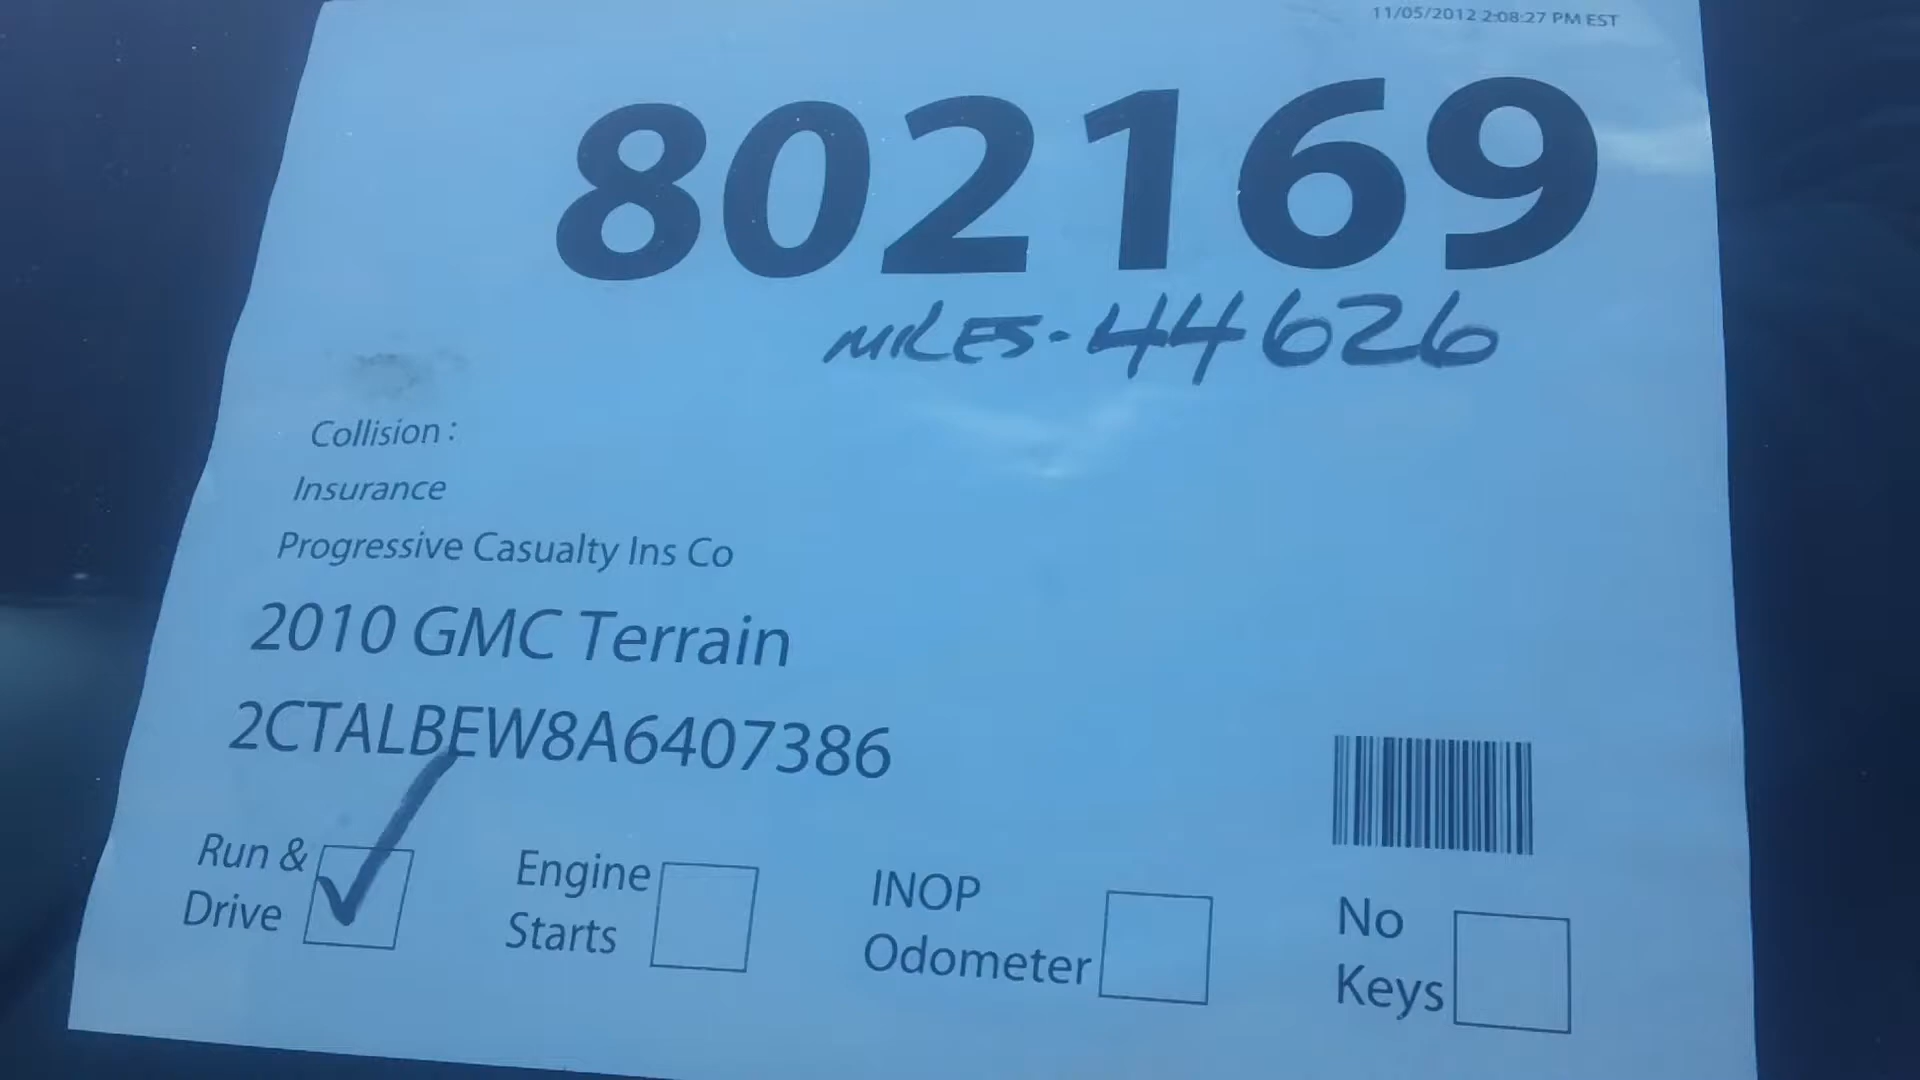 11/05/2012 2:08:27 PM EST
802169
MILES-44626
Collision :
Insurance
Progressive Casualty Ins Co
2010 GMC Terrain
2CTALBEW8A6407386
Run &
Drive
Engine
Starts
INOP
Odometer
No
Keys